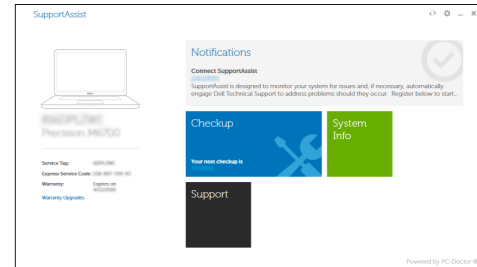 SupportAssist
Notifications
Connect SupportAssist
SupportAssist is designed to monitor your system for issues and, if necessary, automatically
engage Dell Technical Support to address problems should they occur. Register below to start...
Precision M6700
Checkup
Your next checkup is
System
Info
Service Tag:
Express Service Code:
Warranty: Expires on
Warranty Upgrades
Support
Powered by PC-Doctor ®